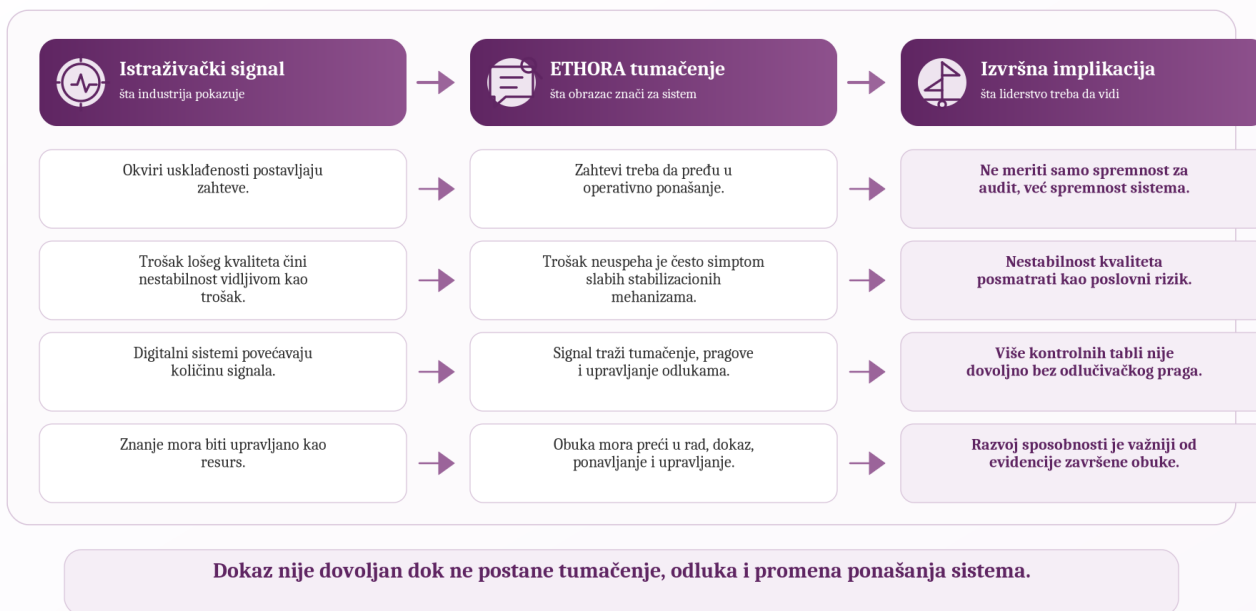 Istraživački signal
šta industrija pokazuje
ETHORA tumačenje
šta obrazac znači za sistem
Izvršna implikacija
šta liderstvo treba da vidi
Okviri usklađenosti postavljaju
zahteve.
Zahtevi treba da pređu u
operativno ponašanje.
Ne meriti samo spremnost za
audit, već spremnost sistema.
Trošak lošeg kvaliteta čini
nestabilnost vidljivom kao
trošak.
Trošak neuspeha je često simptom
slabih stabilizacionih
mehanizama.
Nestabilnost kvaliteta
posmatrati kao poslovni rizik.
Digitalni sistemi povećavaju
količinu signala.
Signal traži tumačenje, pragove
i upravljanje odlukama.
Više kontrolnih tabli nije
dovoljno bez odlučivačkog praga.
Znanje mora biti upravljano kao
resurs.
Obuka mora preći u rad, dokaz,
ponavljanje i upravljanje.
Razvoj sposobnosti je važniji od
evidencije završene obuke.
Dokaz nije dovoljan dok ne postane tumačenje, odluka i promena ponašanja sistema.